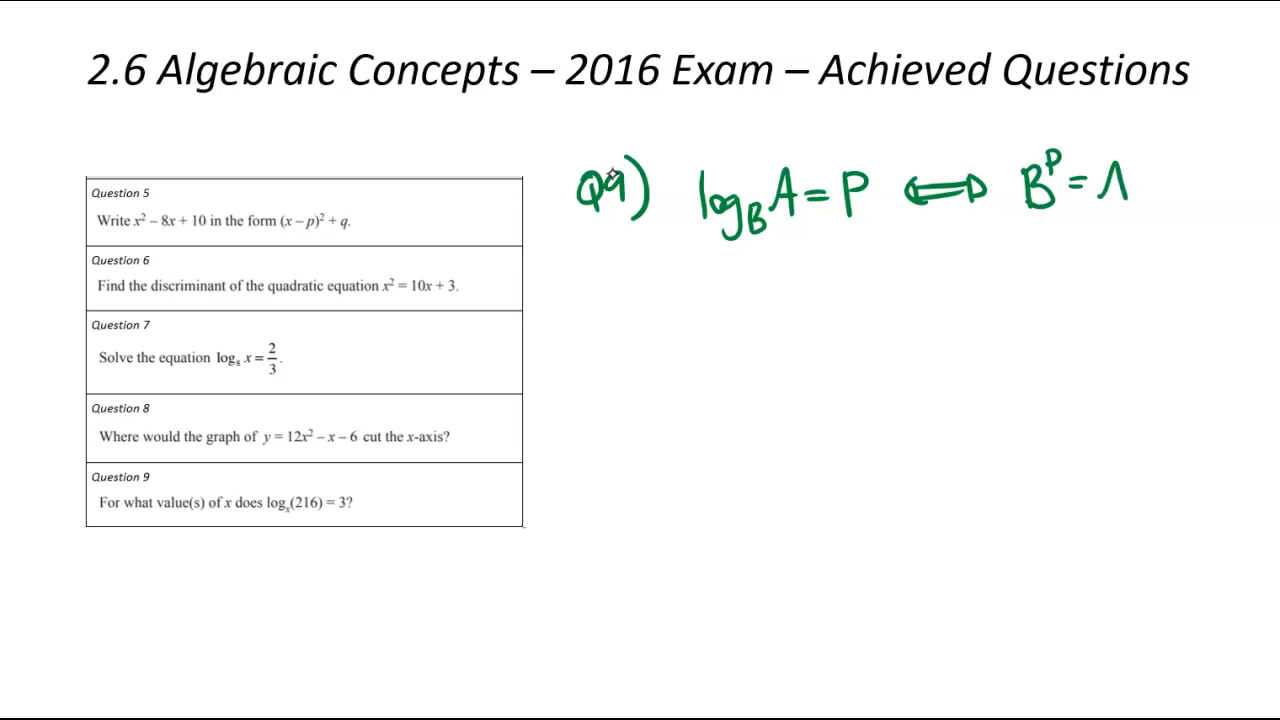 2.6 Algebraic Concepts – 2016 Exam – Achieved Questions
Question 5
Write x² – 8x + 10 in the form (x – p)² + q.
Question 6
Find the discriminant of the quadratic equation x² = 10x + 3.
Question 7
Solve the equation log₈ x = 2/3.
Question 8
Where would the graph of y = 12x² – x – 6 cut the x-axis?
Question 9
For what value(s) of x does logₓ(216) = 3?
Q9) log_B A = P ⟺ B^P = Λ